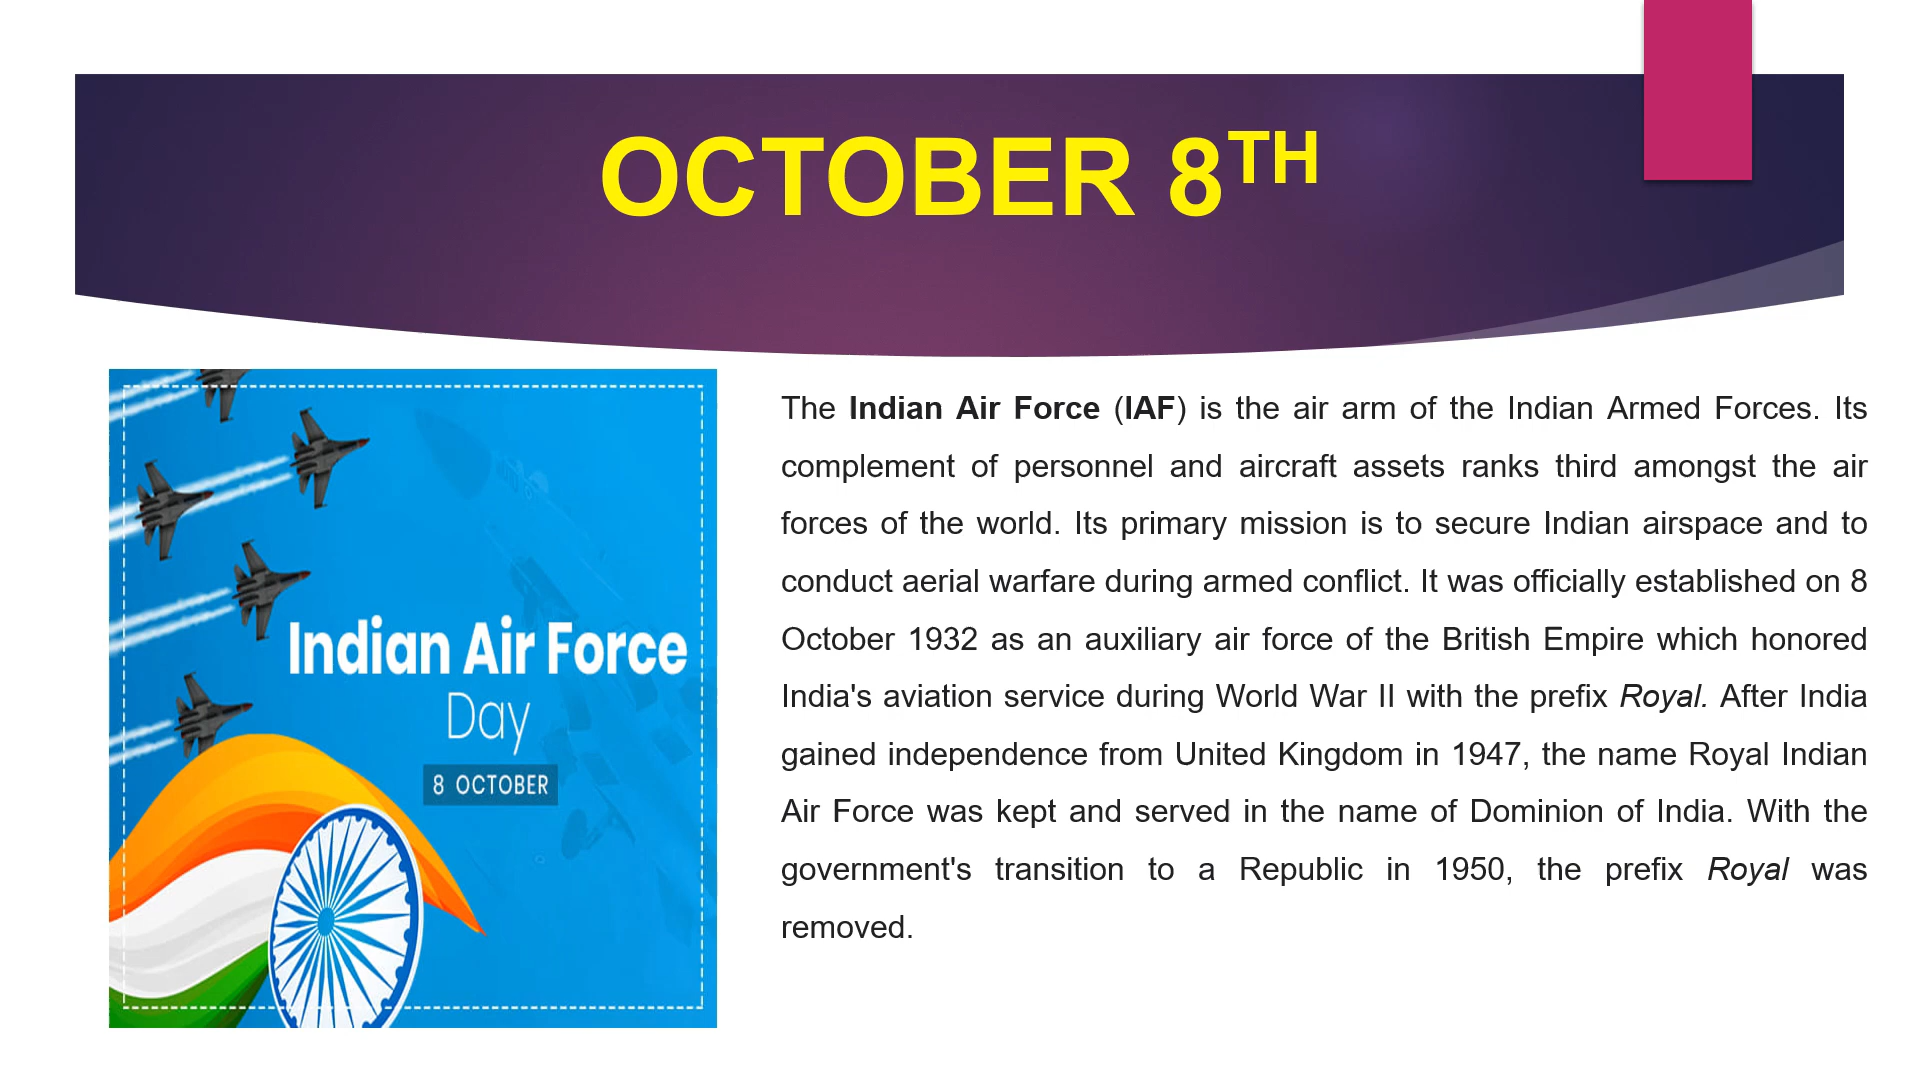 OCTOBER 8TH
Indian Air Force
Day
8 OCTOBER
The Indian Air Force (IAF) is the air arm of the Indian Armed Forces. Its
complement of personnel and aircraft assets ranks third amongst the air
forces of the world. Its primary mission is to secure Indian airspace and to
conduct aerial warfare during armed conflict. It was officially established on 8
October 1932 as an auxiliary air force of the British Empire which honored
India's aviation service during World War II with the prefix Royal. After India
gained independence from United Kingdom in 1947, the name Royal Indian
Air Force was kept and served in the name of Dominion of India. With the
government's transition to a Republic in 1950, the prefix Royal was
removed.